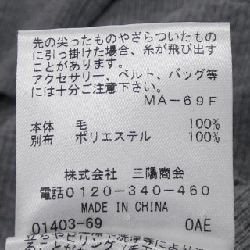 先の尖ったものやざらついたものに
引っ掛けた場合、糸が飛び出す
ことがあります。
アクセサリー、ベルト、バッグ等
には十分ご注意下さい。
MA-69F
本体 毛 100%
別布 ポリエステル 100%
株式会社 三陽商会
電話0120-340-460
MADE IN CHINA
01403-69 0AE